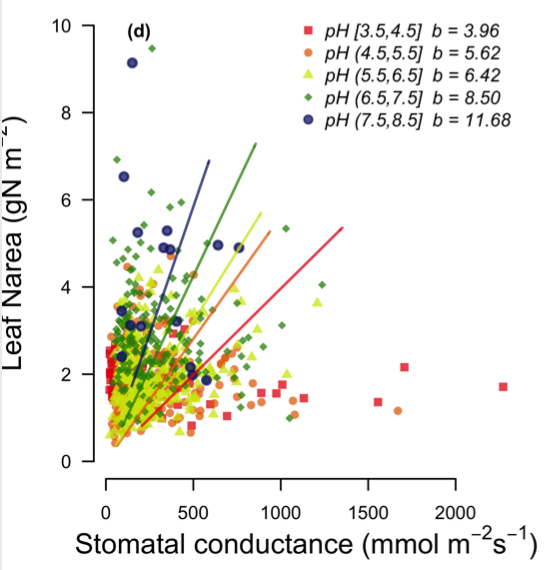 (d)
pH [3.5,4.5] b = 3.96
pH (4.5,5.5] b = 5.62
pH (5.5,6.5] b = 6.42
pH (6.5,7.5] b = 8.50
pH (7.5,8.5] b = 11.68
10
8
6
4
2
0
Leaf Narea (gN m⁻²)
0 500 1000 1500 2000
Stomatal conductance (mmol m⁻²s⁻¹)